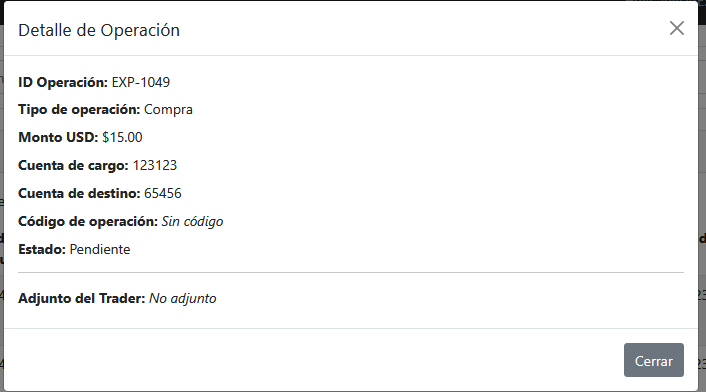 Detalle de Operación
ID Operación: EXP-1049
Tipo de operación: Compra
Monto USD: $15.00
Cuenta de cargo: 123123
Cuenta de destino: 65456
Código de operación: Sin código
Estado: Pendiente
Adjunto del Trader: No adjunto
Cerrar